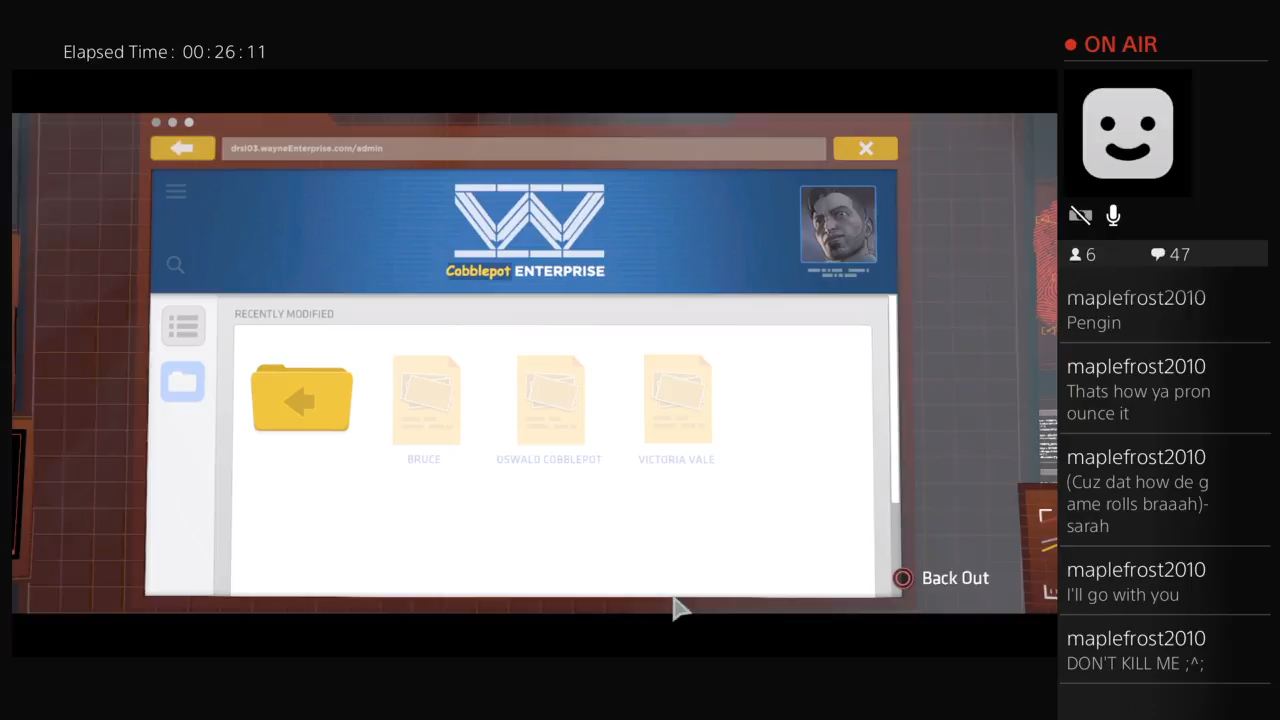 Elapsed Time: 00:26:11
ON AIR
drsl03.wayneEnterprise.com/admin
Cobblepot ENTERPRISE
RECENTLY MODIFIED
BRUCE
OSWALD COBBLEPOT
VICTORIA VALE
Back Out
6
47
maplefrost2010
Pengin
maplefrost2010
Thats how ya pron
ounce it
maplefrost2010
(Cuz dat how de g
ame rolls braaah)-
sarah
maplefrost2010
I'll go with you
maplefrost2010
DON'T KILL ME ;^;